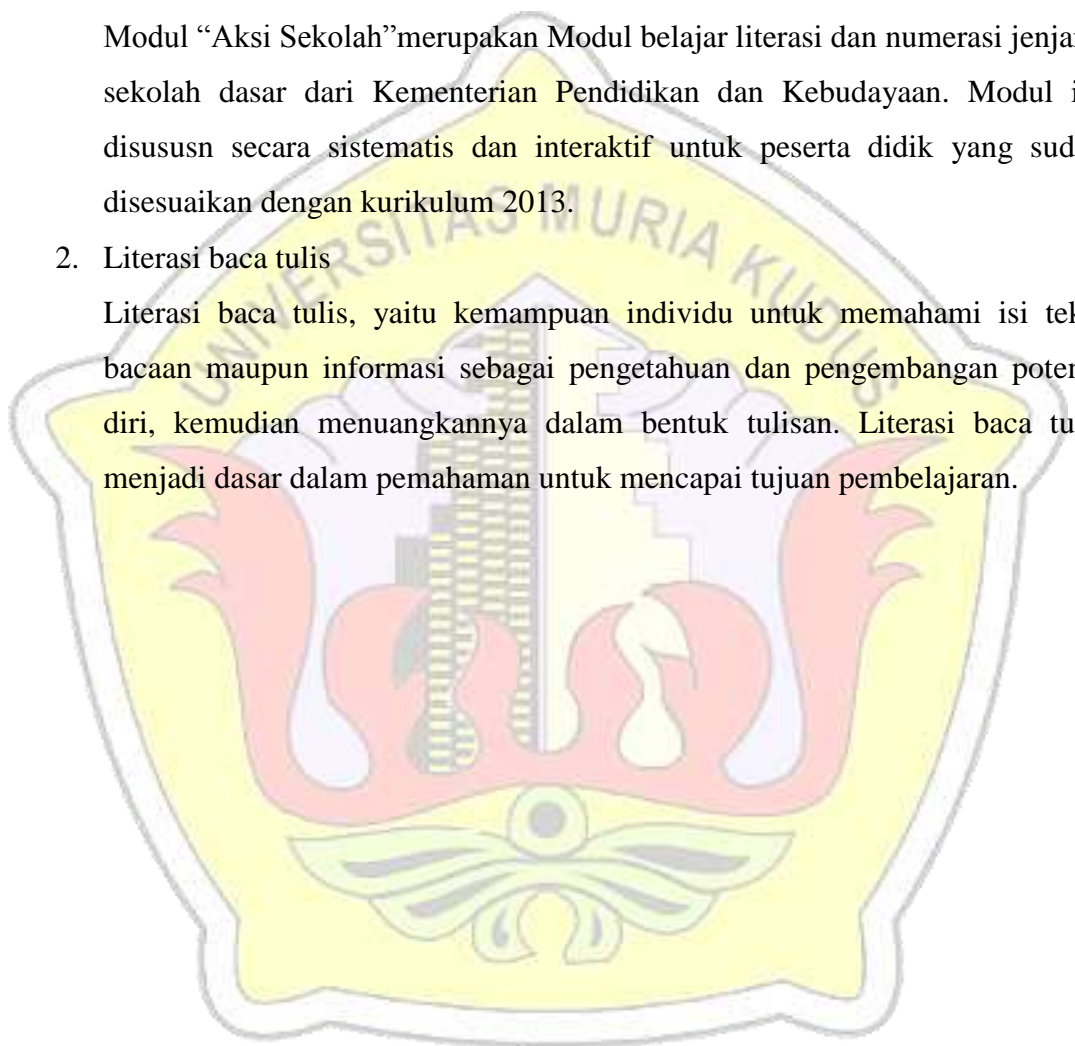 Modul “Aksi Sekolah”merupakan Modul belajar literasi dan numerasi
sekolah dasar dari Kementerian Pendidikan dan Kebudayaan. Modul
disususn secara sistematis dan interaktif untuk peserta didik yang
disesuaikan dengan kurikulum 2013.
2. Literasi baca tulis
Literasi baca tulis, yaitu kemampuan individu untuk memahami isi
bacaan maupun informasi sebagai pengetahuan dan pengembangan
diri, kemudian menuangkannya dalam bentuk tulisan. Literasi baca
menjadi dasar dalam pemahaman untuk mencapai tujuan pembelajaran.
UNIVERSITAS MURIA KUDUS